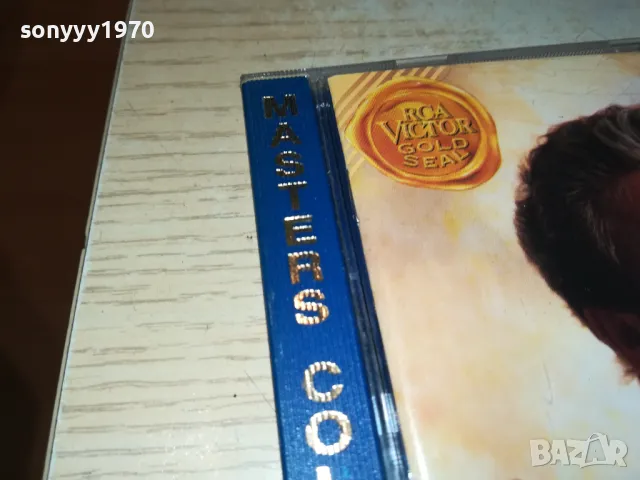 sonyyy1970
MASTERS CO
RCA
VICTOR
GOLD
SEAL
BAZAR